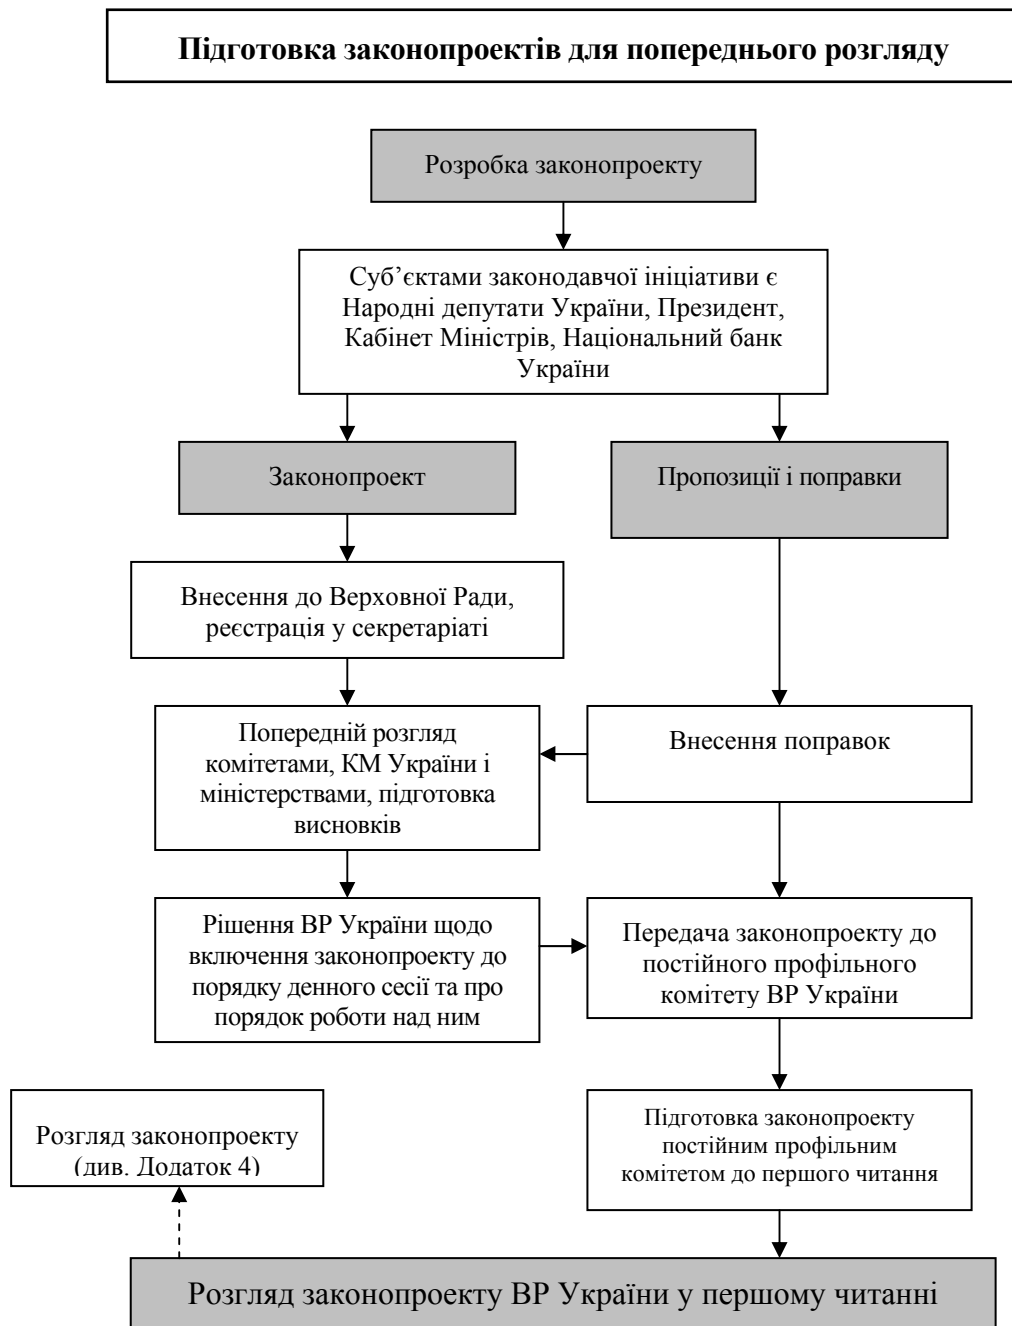 Підготовка законопроектів для попереднього розгляду
Розробка законопроекту
Суб’єктами законодавчої ініціативи є
Народні депутати України, Президент,
Кабінет Міністрів, Національний банк
України
Законопроект
Пропозиції і поправки
Внесення до Верховної Ради,
реєстрація у секретаріаті
Попередній розгляд
комітетами, КМ України і
міністерствами, підготовка
висновків
Внесення поправок
Рішення ВР України щодо
включення законопроекту до
порядку денного сесії та про
порядок роботи над ним
Передача законопроекту до
постійного профільного
комітету ВР України
Розгляд законопроекту
(див. Додаток 4)
Підготовка законопроекту
постійним профільним
комітетом до першого читання
Розгляд законопроекту ВР України у першому читанні